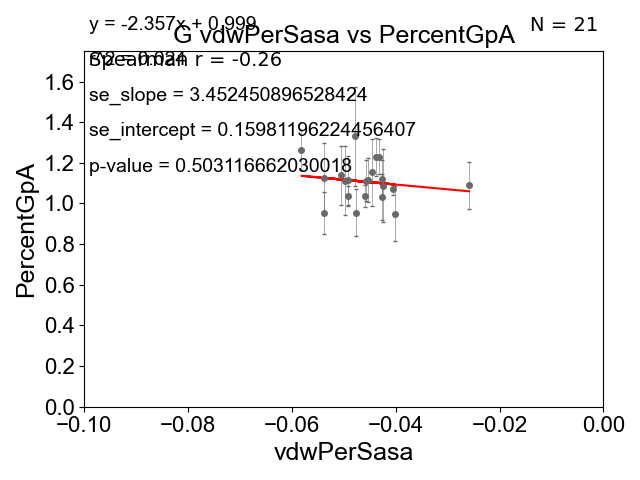 y = -2.357x + 0.999
N = 21
G vdwPerSasa vs PercentGpA
R^2 = 0.024
Spearman r = -0.26
se_slope = 3.452450896528424
se_intercept = 0.15981196224456407
p-value = 0.503116662030018
PercentGpA
1.6
1.4
1.2
1.0
0.8
0.6
0.4
0.2
0.0
−0.10 −0.08 −0.06 −0.04 −0.02 0.00
vdwPerSasa